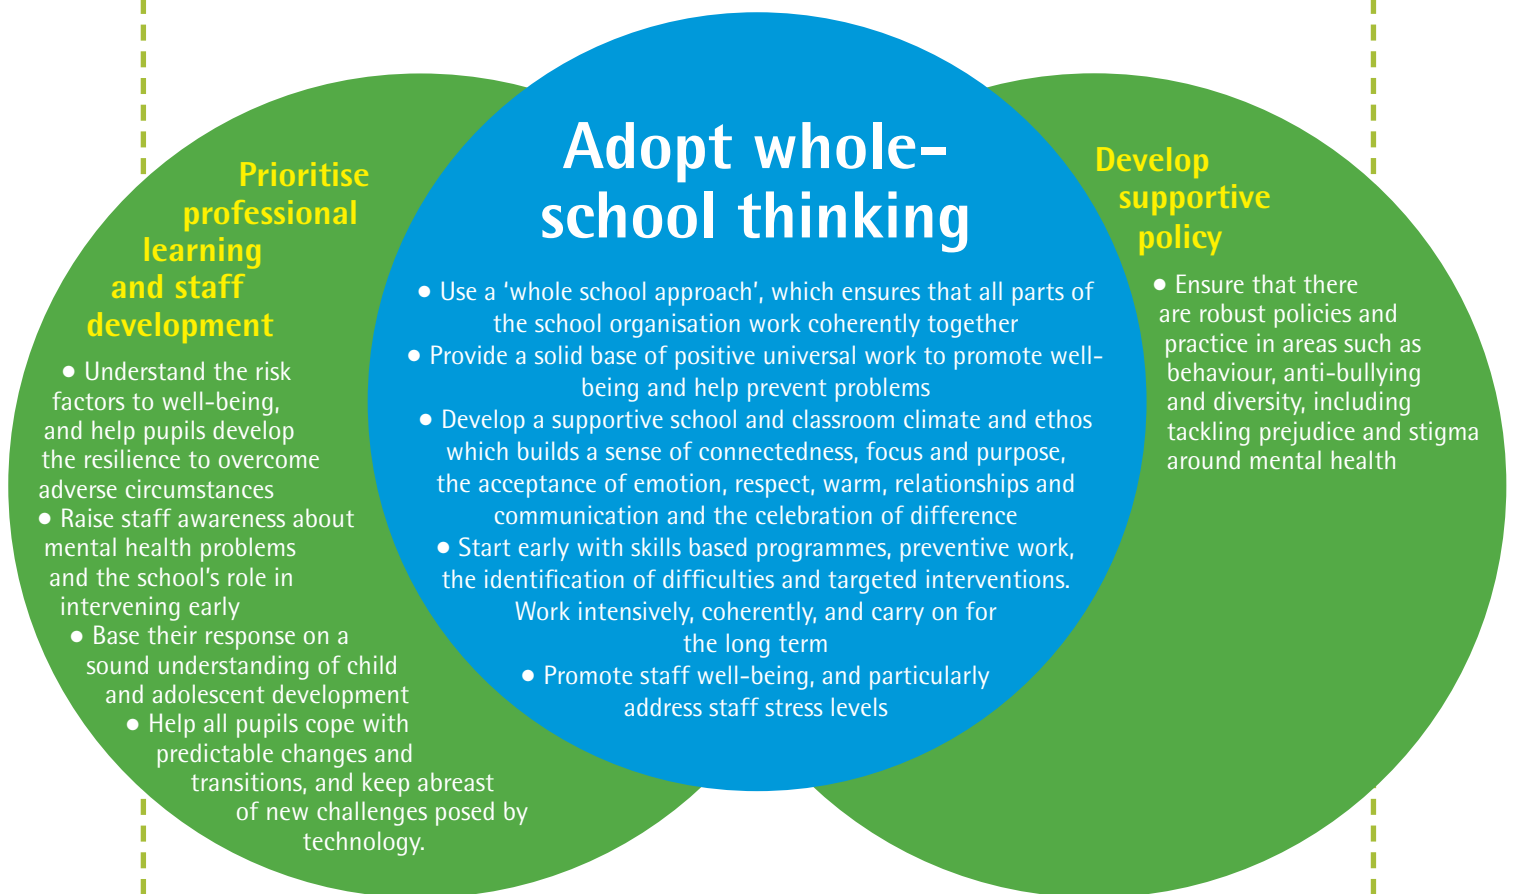 Prioritise
professional
learning
and staff
development
• Understand the risk
factors to well-being,
and help pupils develop
the resilience to overcome
adverse circumstances
• Raise staff awareness about
mental health problems
and the school's role in
intervening early
• Base their response on a
sound understanding of child
and adolescent development
• Help all pupils cope with
predictable changes and
transitions, and keep abreast
of new challenges posed by
technology.
Adopt whole-
school thinking
• Use a ‘whole school approach’, which ensures that all parts of
the school organisation work coherently together
• Provide a solid base of positive universal work to promote well-
being and help prevent problems
• Develop a supportive school and classroom climate and ethos
which builds a sense of connectedness, focus and purpose,
the acceptance of emotion, respect, warm, relationships and
communication and the celebration of difference
• Start early with skills based programmes, preventive work,
the identification of difficulties and targeted interventions.
Work intensively, coherently, and carry on for
the long term
• Promote staff well-being, and particularly
address staff stress levels
Develop
supportive
policy
• Ensure that there
are robust policies and
practice in areas such as
behaviour, anti-bullying
and diversity, including
tackling prejudice and stigma
around mental health